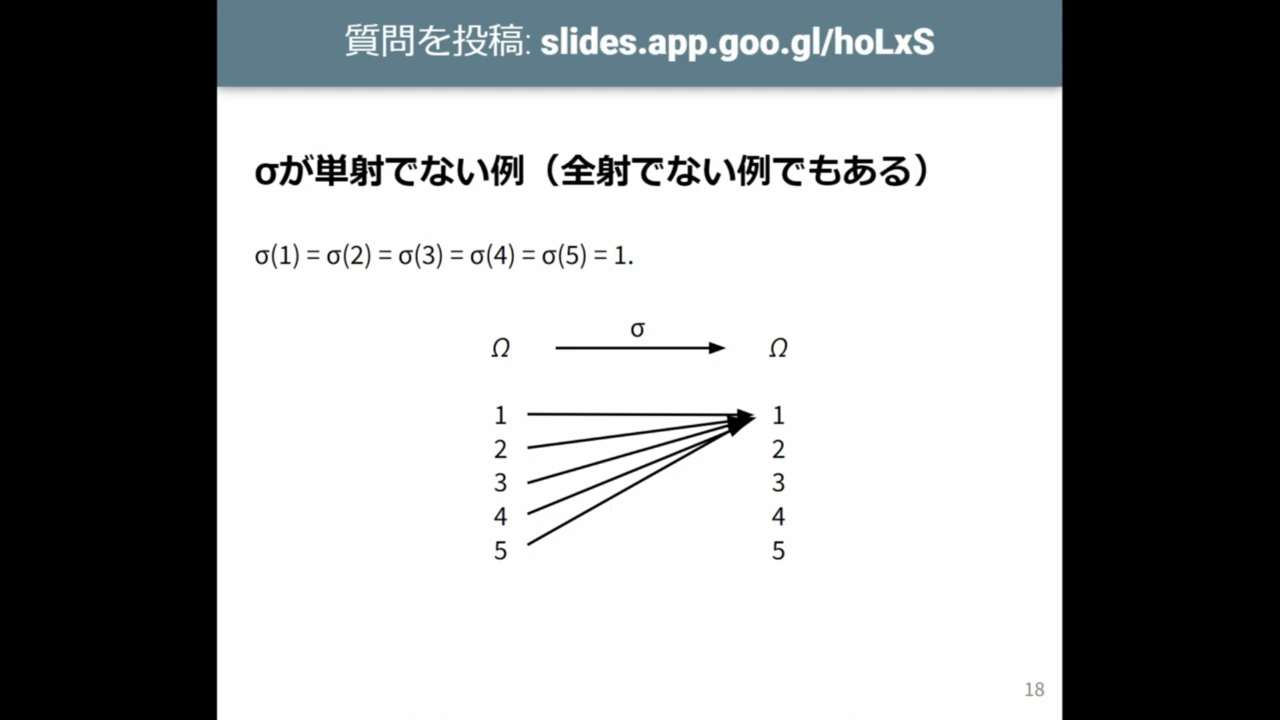 質問を投稿: slides.app.goo.gl/hoLxS
σが単射でない例（全射でない例でもある）
σ(1) = σ(2) = σ(3) = σ(4) = σ(5) = 1.
σ
Ω Ω
1 1
2 2
3 3
4 4
5 5
18